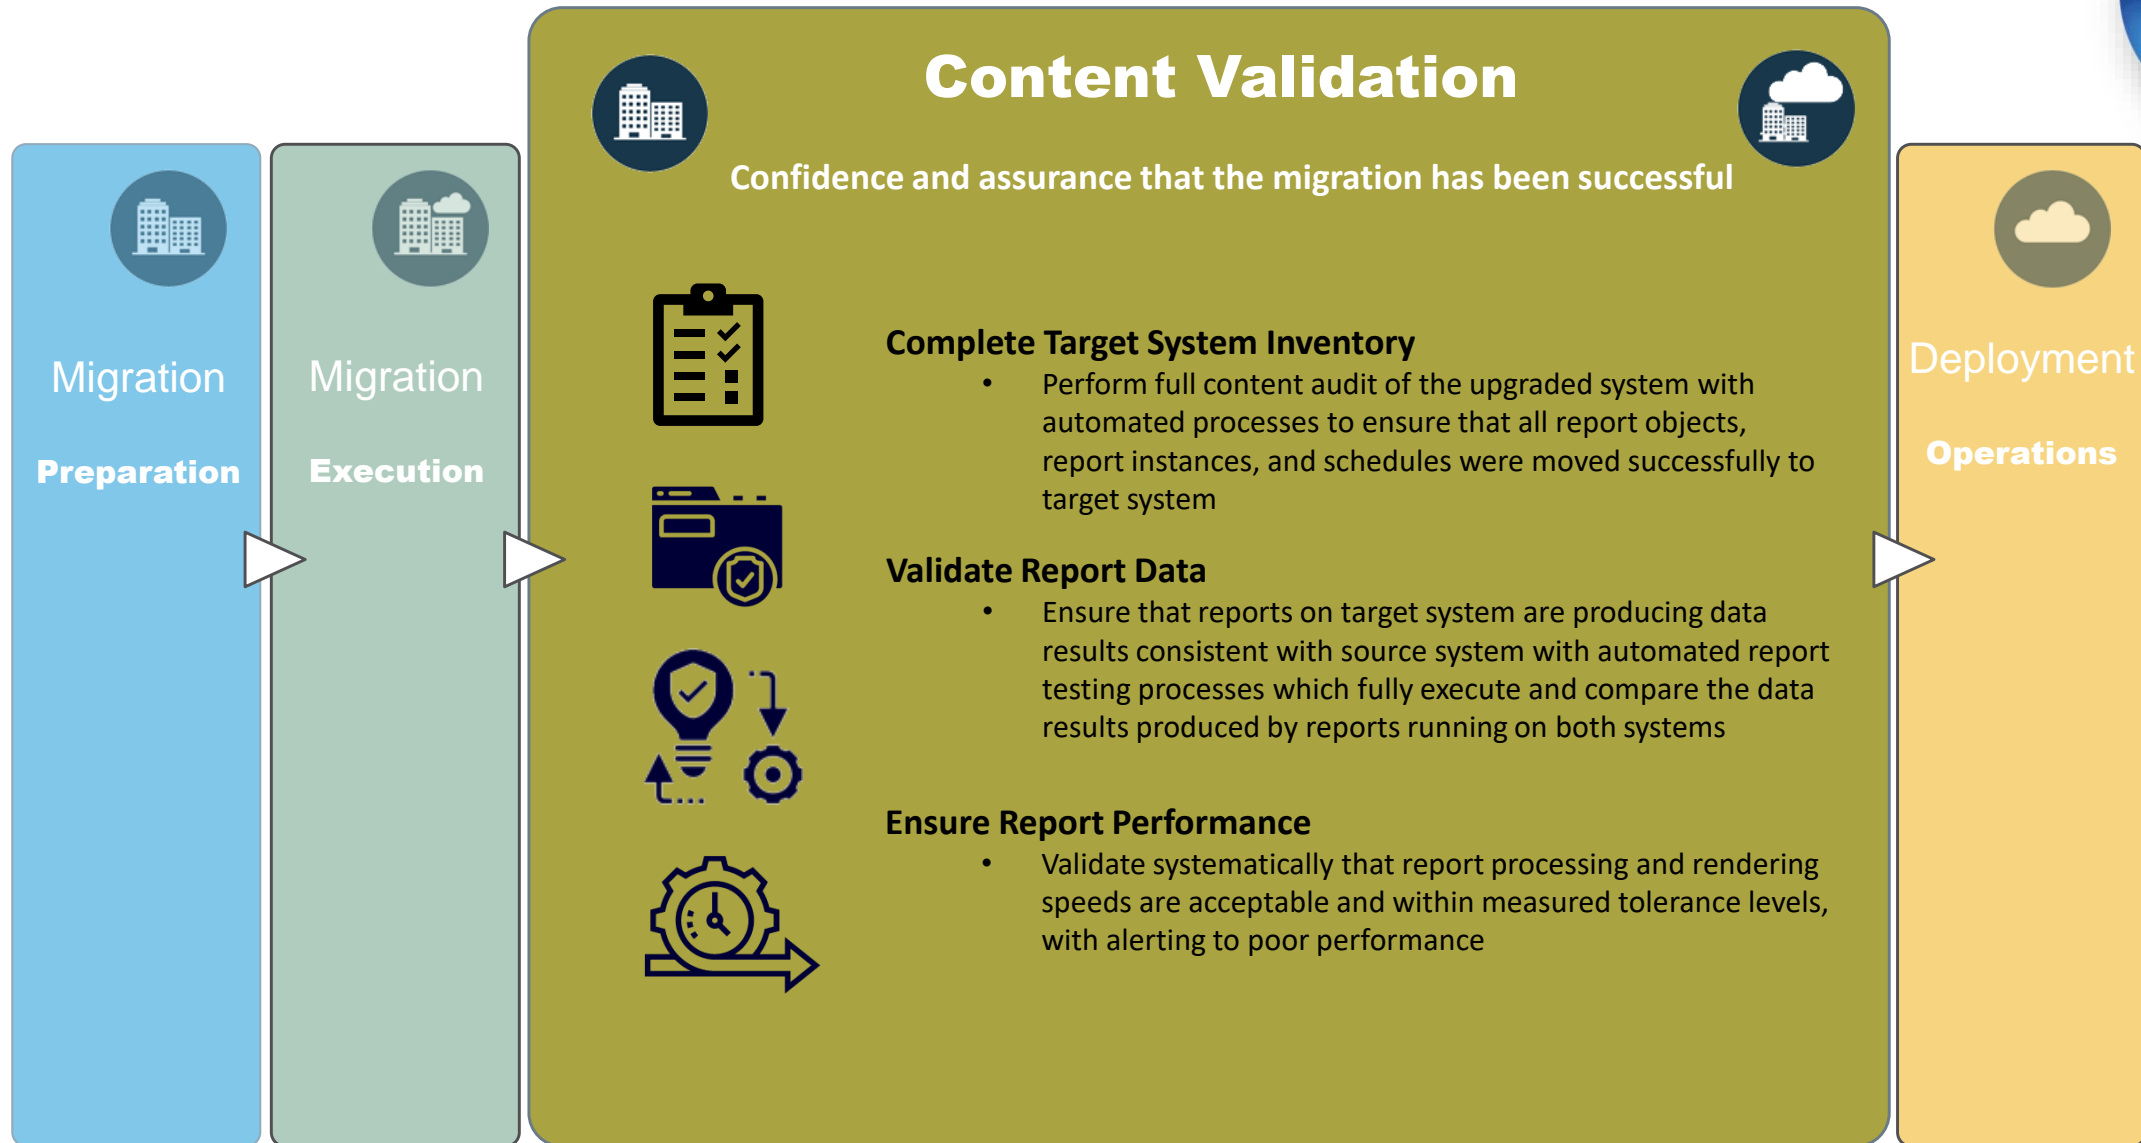 Content Validation
Confidence and assurance that the migration has been successful
Migration
Preparation
Migration
Execution
Complete Target System Inventory
• Perform full content audit of the upgraded system with
automated processes to ensure that all report objects,
report instances, and schedules were moved successfully to
target system
Validate Report Data
• Ensure that reports on target system are producing data
results consistent with source system with automated report
testing processes which fully execute and compare the data
results produced by reports running on both systems
Ensure Report Performance
• Validate systematically that report processing and rendering
speeds are acceptable and within measured tolerance levels,
with alerting to poor performance
Deployment
Operations